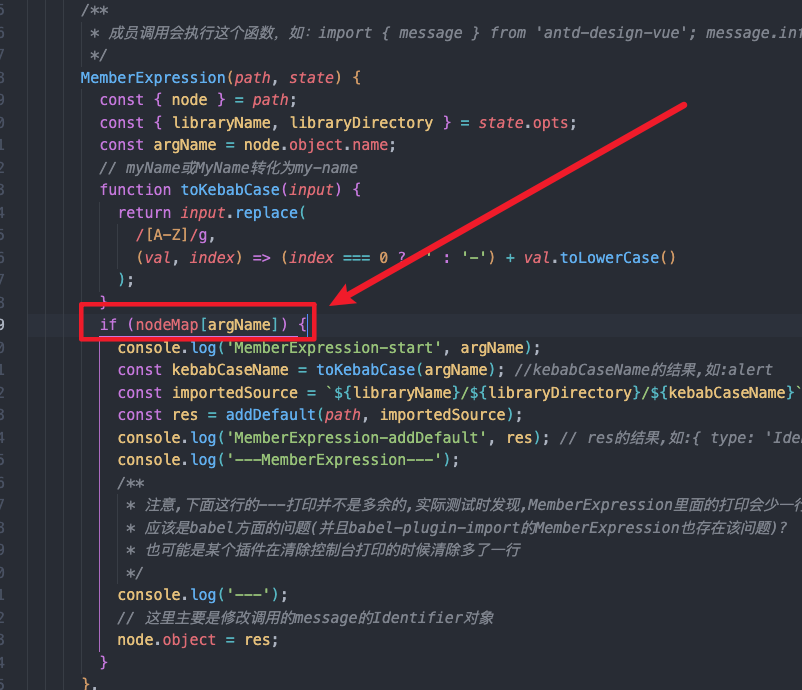 /**
* 成员调用会执行这个函数，如：import { message } from 'antd-design-vue'; message.inf
*/
MemberExpression(path, state) {
const { node } = path;
const { libraryName, libraryDirectory } = state.opts;
const argName = node.object.name;
// myName或MyName转化为my-name
function toKebabCase(input) {
return input.replace(
/[A-Z]/g,
(val, index) => (index === 0 ? '' : '-') + val.toLowerCase()
);
}
if (nodeMap[argName]) {
console.log('MemberExpression-start', argName);
const kebabCaseName = toKebabCase(argName); //kebabCaseName的结果,如:alert
const importedSource = `${libraryName}/${libraryDirectory}/${kebabCaseName}`
const res = addDefault(path, importedSource);
console.log('MemberExpression-addDefault', res); // res的结果,如:{ type: 'Iden
console.log('---MemberExpression---');
/**
* 注意,下面这行的---打印并不是多余的,实际测试时发现,MemberExpression里面的打印会少一行
* 应该是babel方面的问题(并且babel-plugin-import的MemberExpression也存在该问题)?
* 也可能是某个插件在清除控制台打印的时候清除多了一行
*/
console.log('---');
// 这里主要是修改调用的message的Identifier对象
node.object = res;
}
},